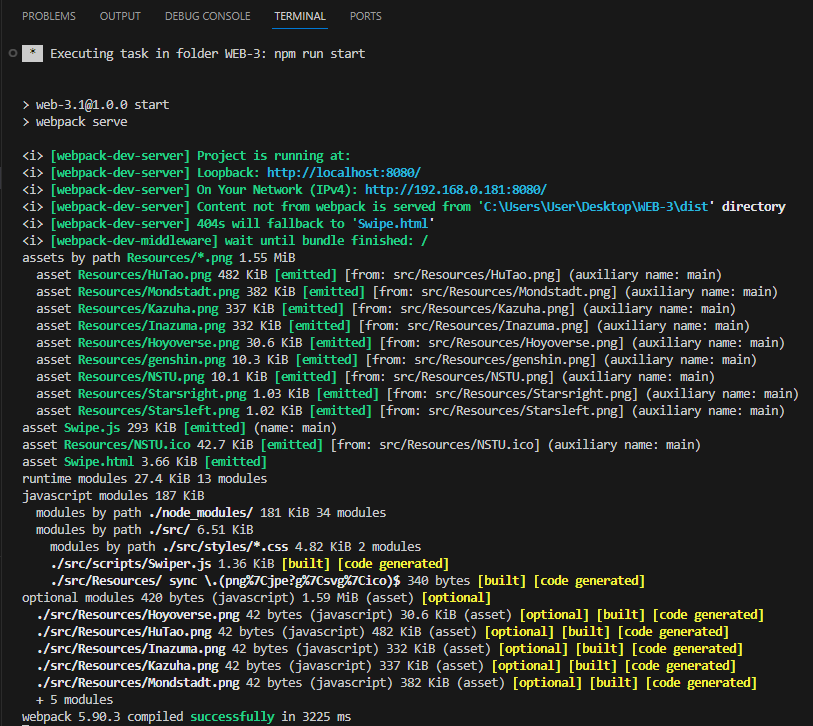 PROBLEMS OUTPUT DEBUG CONSOLE TERMINAL PORTS
* Executing task in folder WEB-3: npm run start
> web-3.1@1.0.0 start
> webpack serve
<i> [webpack-dev-server] Project is running at:
<i> [webpack-dev-server] Loopback: http://localhost:8080/
<i> [webpack-dev-server] On Your Network (IPv4): http://192.168.0.181:8080/
<i> [webpack-dev-server] Content not from webpack is served from 'C:\Users\User\Desktop\WEB-3\dist' directory
<i> [webpack-dev-server] 404s will fallback to 'Swipe.html'
<i> [webpack-dev-middleware] wait until bundle finished: /
assets by path Resources/*.png 1.55 MiB
  asset Resources/HuTao.png 482 KiB [emitted] [from: src/Resources/HuTao.png] (auxiliary name: main)
  asset Resources/Mondstadt.png 382 KiB [emitted] [from: src/Resources/Mondstadt.png] (auxiliary name: main)
  asset Resources/Kazuha.png 337 KiB [emitted] [from: src/Resources/Kazuha.png] (auxiliary name: main)
  asset Resources/Inazuma.png 332 KiB [emitted] [from: src/Resources/Inazuma.png] (auxiliary name: main)
  asset Resources/Hoyoverse.png 30.6 KiB [emitted] [from: src/Resources/Hoyoverse.png] (auxiliary name: main)
  asset Resources/genshin.png 10.3 KiB [emitted] [from: src/Resources/genshin.png] (auxiliary name: main)
  asset Resources/NSTU.png 10.1 KiB [emitted] [from: src/Resources/NSTU.png] (auxiliary name: main)
  asset Resources/Starsright.png 1.03 KiB [emitted] [from: src/Resources/Starsright.png] (auxiliary name: main)
  asset Resources/Starsleft.png 1.02 KiB [emitted] [from: src/Resources/Starsleft.png] (auxiliary name: main)
asset Swipe.js 293 KiB [emitted] (name: main)
asset Resources/NSTU.ico 42.7 KiB [emitted] [from: src/Resources/NSTU.ico] (auxiliary name: main)
asset Swipe.html 3.66 KiB [emitted]
runtime modules 27.4 KiB 13 modules
javascript modules 187 KiB
  modules by path ./node_modules/ 181 KiB 34 modules
  modules by path ./src/ 6.51 KiB
    modules by path ./src/styles/*.css 4.82 KiB 2 modules
    ./src/scripts/Swiper.js 1.36 KiB [built] [code generated]
    ./src/Resources/ sync \.(png%7Cjpe?g%7Csvg%7Cico)$ 340 bytes [built] [code generated]
optional modules 420 bytes (javascript) 1.59 MiB (asset) [optional]
  ./src/Resources/Hoyoverse.png 42 bytes (javascript) 30.6 KiB (asset) [optional] [built] [code generated]
  ./src/Resources/HuTao.png 42 bytes (javascript) 482 KiB (asset) [optional] [built] [code generated]
  ./src/Resources/Inazuma.png 42 bytes (javascript) 332 KiB (asset) [optional] [built] [code generated]
  ./src/Resources/Kazuha.png 42 bytes (javascript) 337 KiB (asset) [optional] [built] [code generated]
  ./src/Resources/Mondstadt.png 42 bytes (javascript) 382 KiB (asset) [optional] [built] [code generated]
  + 5 modules
webpack 5.90.3 compiled successfully in 3225 ms